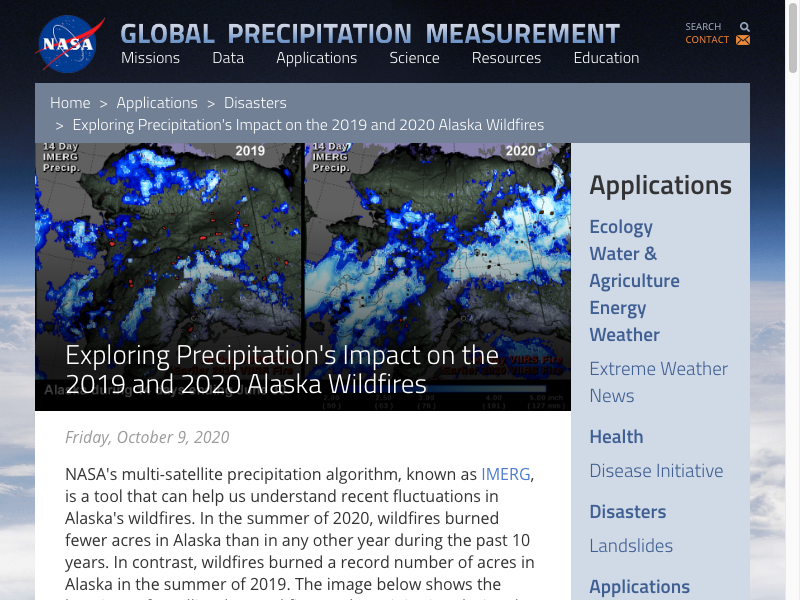 NASA
GLOBAL PRECIPITATION MEASUREMENT
SEARCH
CONTACT
Missions Data Applications Science Resources Education
Home > Applications > Disasters
> Exploring Precipitation's Impact on the 2019 and 2020 Alaska Wildfires
14 Day
IMERG
Precip.
2019
14 Day
IMERG
Precip.
2020
Exploring Precipitation's Impact on the
2019 and 2020 Alaska Wildfires
Friday, October 9, 2020
NASA's multi-satellite precipitation algorithm, known as IMERG,
is a tool that can help us understand recent fluctuations in
Alaska's wildfires. In the summer of 2020, wildfires burned
fewer acres in Alaska than in any other year during the past 10
years. In contrast, wildfires burned a record number of acres in
Alaska in the summer of 2019. The image below shows the
Applications
Ecology
Water &
Agriculture
Energy
Weather
Extreme Weather
News
Health
Disease Initiative
Disasters
Landslides
Applications